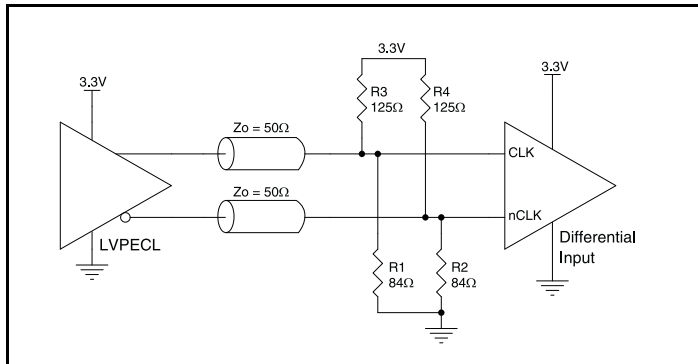 3.3V
3.3V
3.3V
R3
125Ω
R4
125Ω
Zo = 50Ω
CLK
Zo = 50Ω
nCLK
LVPECL
Differential
Input
R1
84Ω
R2
84Ω